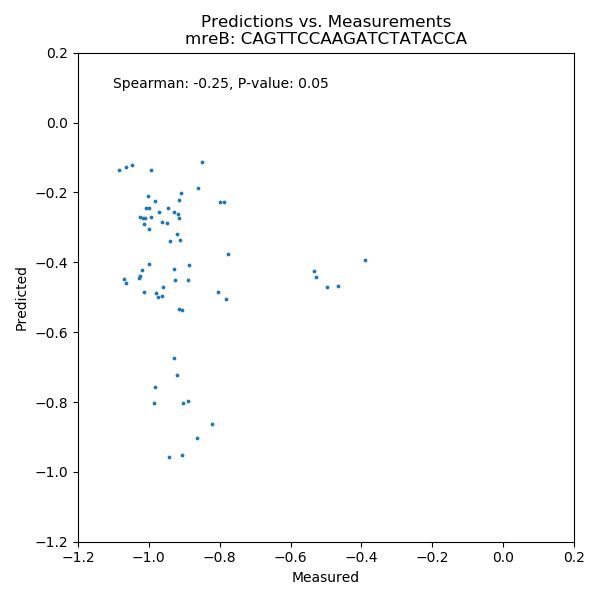 Predictions vs. Measurements
mreB: CAGTTCCAAGATCTATACCA
Spearman: -0.25, P-value: 0.05
0.2
0.0
−0.2
−0.4
−0.6
−0.8
−1.0
−1.2
Predicted
−1.2 −1.0 −0.8 −0.6 −0.4 −0.2 0.0 0.2
Measured